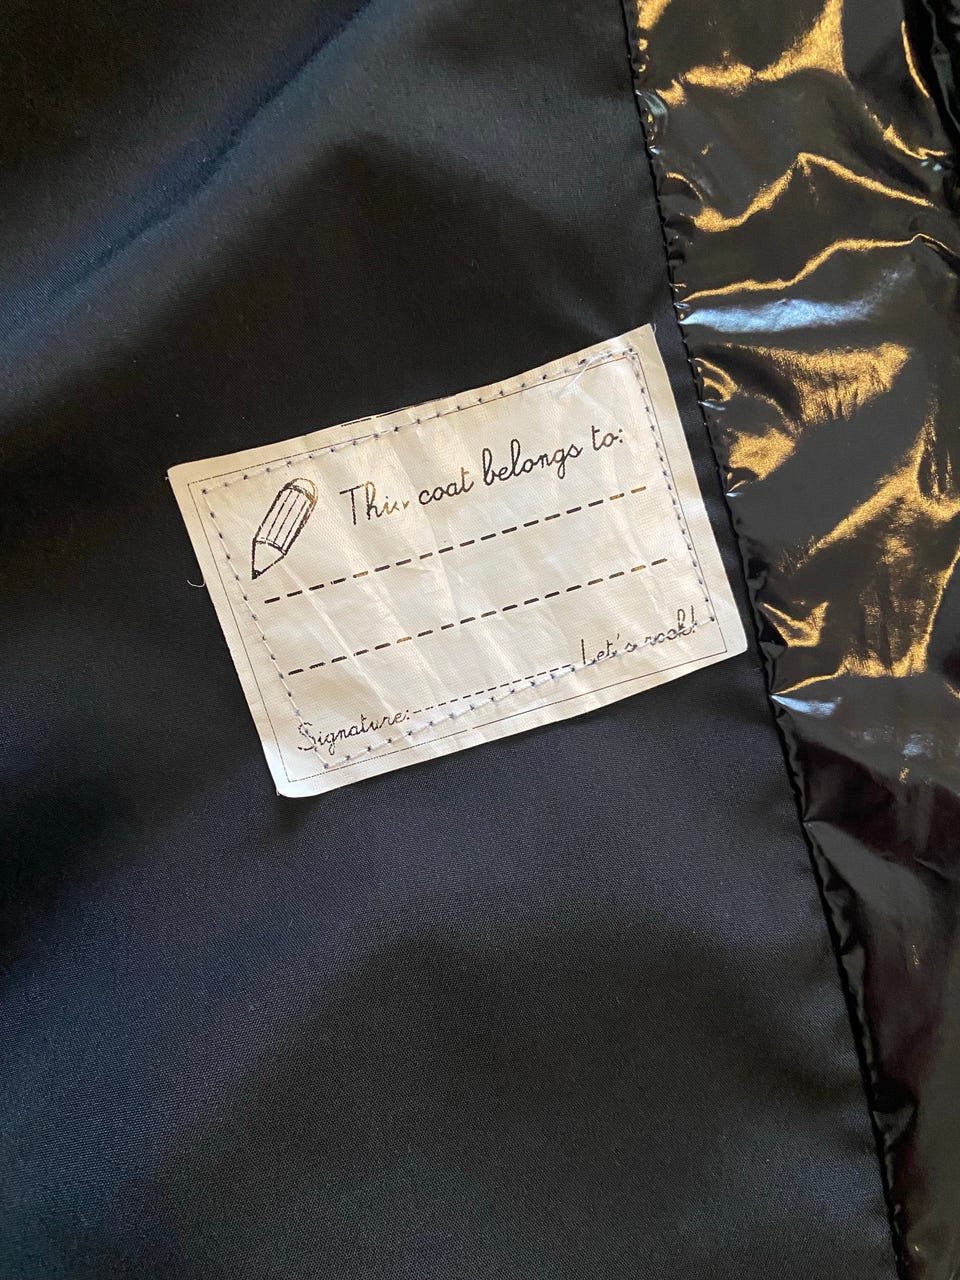 This coat belongs to:
Let's rock!
Signature: